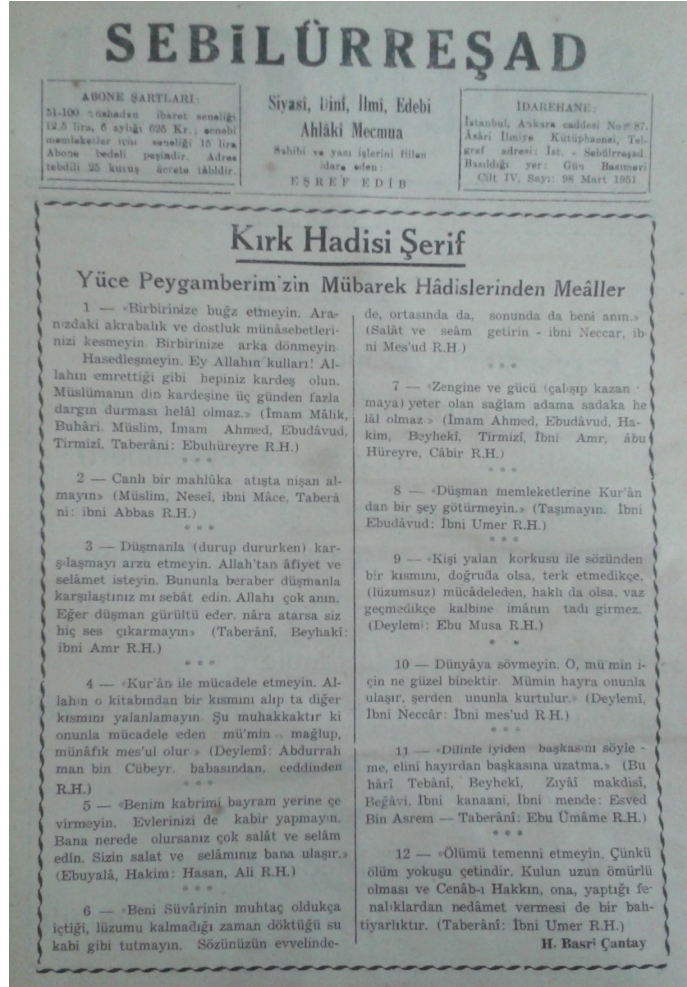 SEBİLÜRREŞAD
ABONE ŞARTLARI:
51-100 nüshadan ibaret seneliği
12.5 lira, 6 aylığı 625 Kr.; ecnebi
memleketler için seneliği 15 lira
Abone bedeli peşindir. Adres
tebdili 25 kuruş ücrete tâbidir.
Siyasi, Dinî, İlmî, Edebi
Ahlâki Mecmua
Sahibi ve yazı işlerini fiilen
idare eden:
EŞREF EDİB
İDAREHANE:
İstanbul, Ankara caddesi No: 87.
Âsâri İlmiye Kütüphanesi, Tel-
graf adresi: İst. - Sebilürreşad.
Basıldığı yer: Gün Basımevi
Cilt IV, Sayı: 98 Mart 1951
Kırk Hadisi Şerif
Yüce Peygamberim'zin Mübarek Hâdislerinden Meâller
1 — «Birbirinize buğz etmeyin. Ara-
nızdaki akrabalık ve dostluk münâsebetleri-
nizi kesmeyin. Birbirinize arka dönmeyin.
Hasedleşmeyin. Ey Allahın kulları! Al-
lahın emrettiği gibi hepiniz kardeş olun.
Müslümanın din kardeşine üç günden fazla
dargın durması helâl olmaz.» (İmam Mâlik,
Buhâri. Müslim, İmam Ahmed, Ebudâvud,
Tirmizî, Taberâni: Ebuhüreyre R.H.)
* * *
2 — Canlı bir mahlûka atışta nişan al-
mayın» (Müslim, Neseî, ibni Mâce, Taberâ
ni: ibni Abbas R.H.)
* * *
3 — Düşmanla (durup dururken) kar-
şılaşmayı arzu etmeyin. Allah'tan âfiyet ve
selâmet isteyin. Bununla beraber düşmanla
karşılaştınız mı sebât edin. Allahı çok anın.
Eğer düşman gürültü eder, nâra atarsa siz
hiç ses çıkarmayın» (Taberânî, Beyhakî:
ibni Amr R.H.)
* * *
4 — «Kur'ân ile mücadele etmeyin. Al-
lahın o kitabından bir kısmını alıp ta diğer
kısmını yalanlamayın. Şu muhakkaktır ki
onunla mücadele eden mü'min mağlup,
münâfık mes'ul olur.» (Deylemî: Abdurrah
man bin Cübeyr. babasından, ceddinden
R.H.)
5 — «Benim kabrimi bayram yerine çe
virmeyin. Evlerinizi de kabir yapmayın.
Bana nerede olursanız çok salât ve selâm
edin. Sizin salat ve selâmınız bana ulaşır.»
(Ebuyalâ, Hakim: Hasan, Ali R.H.)
* * *
6 — «Beni Süvârinin muhtaç oldukça
içtiği, lüzumu kalmadığı zaman döktüğü su
kabi gibi tutmayın. Sözünüzün evvelinde-
de, ortasında da, sonunda da beni anın.»
(Salât ve seâm getirin - ibni Neccar, ib
ni Mes'ud R.H.)
* * *
7 — «Zengine ve gücü (çalışıp kazan -
maya) yeter olan sağlam adama sadaka he
lâl olmaz.» (İmam Ahmed, Ebudâvud, Ha-
kim, Beyhekî, Tirmizî, İbni Amr, âbu
Hüreyre, Câbir R.H.)
* * *
8 — «Düşman memleketlerine Kur'ân
dan bir şey götürmeyin.» (Taşımayın. İbni
Ebudâvud: İbni Umer R.H.)
* * *
9 — «Kişi yalan korkusu ile sözünden
bir kısmını, doğruda olsa, terk etmedikçe,
(lüzumsuz) mücâdeleden, haklı da olsa, vaz
geçmedikçe kalbine imânın tadı girmez.
(Deylemi: Ebu Musa R.H.)
* *
10 — Dünyâya sövmeyin. O, mü'min i-
çin ne güzel binektir. Mümin hayra onunla
ulaşır, şerden ununla kurtulur.» (Deylemî,
İbni Neccâr: İbni mes'ud R.H.)
* * *
11 — «Dilinle iyiden başkasını söyle -
me, elini hayırdan başkasına uzatma.» (Bu
hârî Tebânî, Beyhekî, Zıyâî makdisî,
Beğâvi, İbni kanaani, İbni mende: Esved
Bin Asrem — Taberânî: Ebu Ümâme R.H.)
* * *
12 — «Ölümü temenni etmeyin. Çünkü
ölüm yokuşu çetindir. Kulun uzun ömürlü
olması ve Cenâb-ı Hakkın, ona, yaptığı fe-
nalıklardan nedâmet vermesi de bir bah-
tiyarlıktır. (Taberânî: İbni Umer R.H.)
H. Basri Çantay